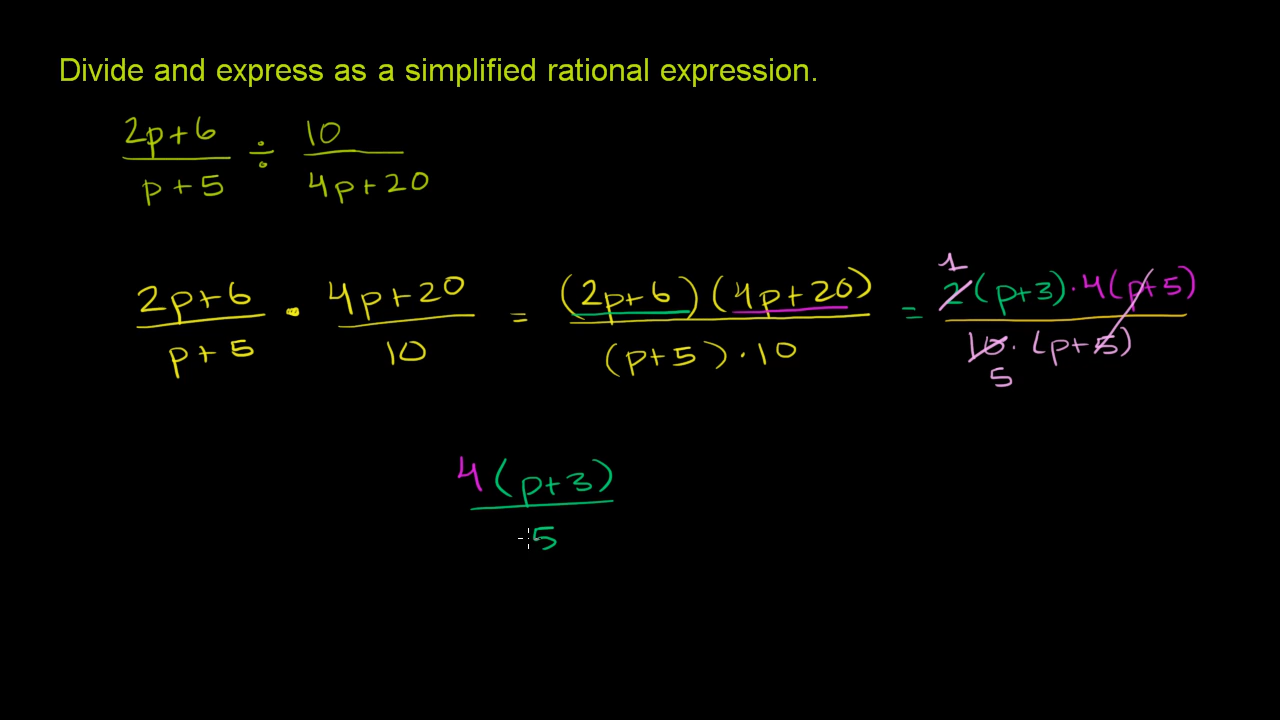 Divide and express as a simplified rational expression.
2p+6 ÷ 10
p+5 4p+20
2p+6 · 4p+20 = (2p+6)(4p+20) = 1 2(p+3)·4(p+5)
p+5 10 (p+5)·10 10·(p+5) 5
4(p+3)
5